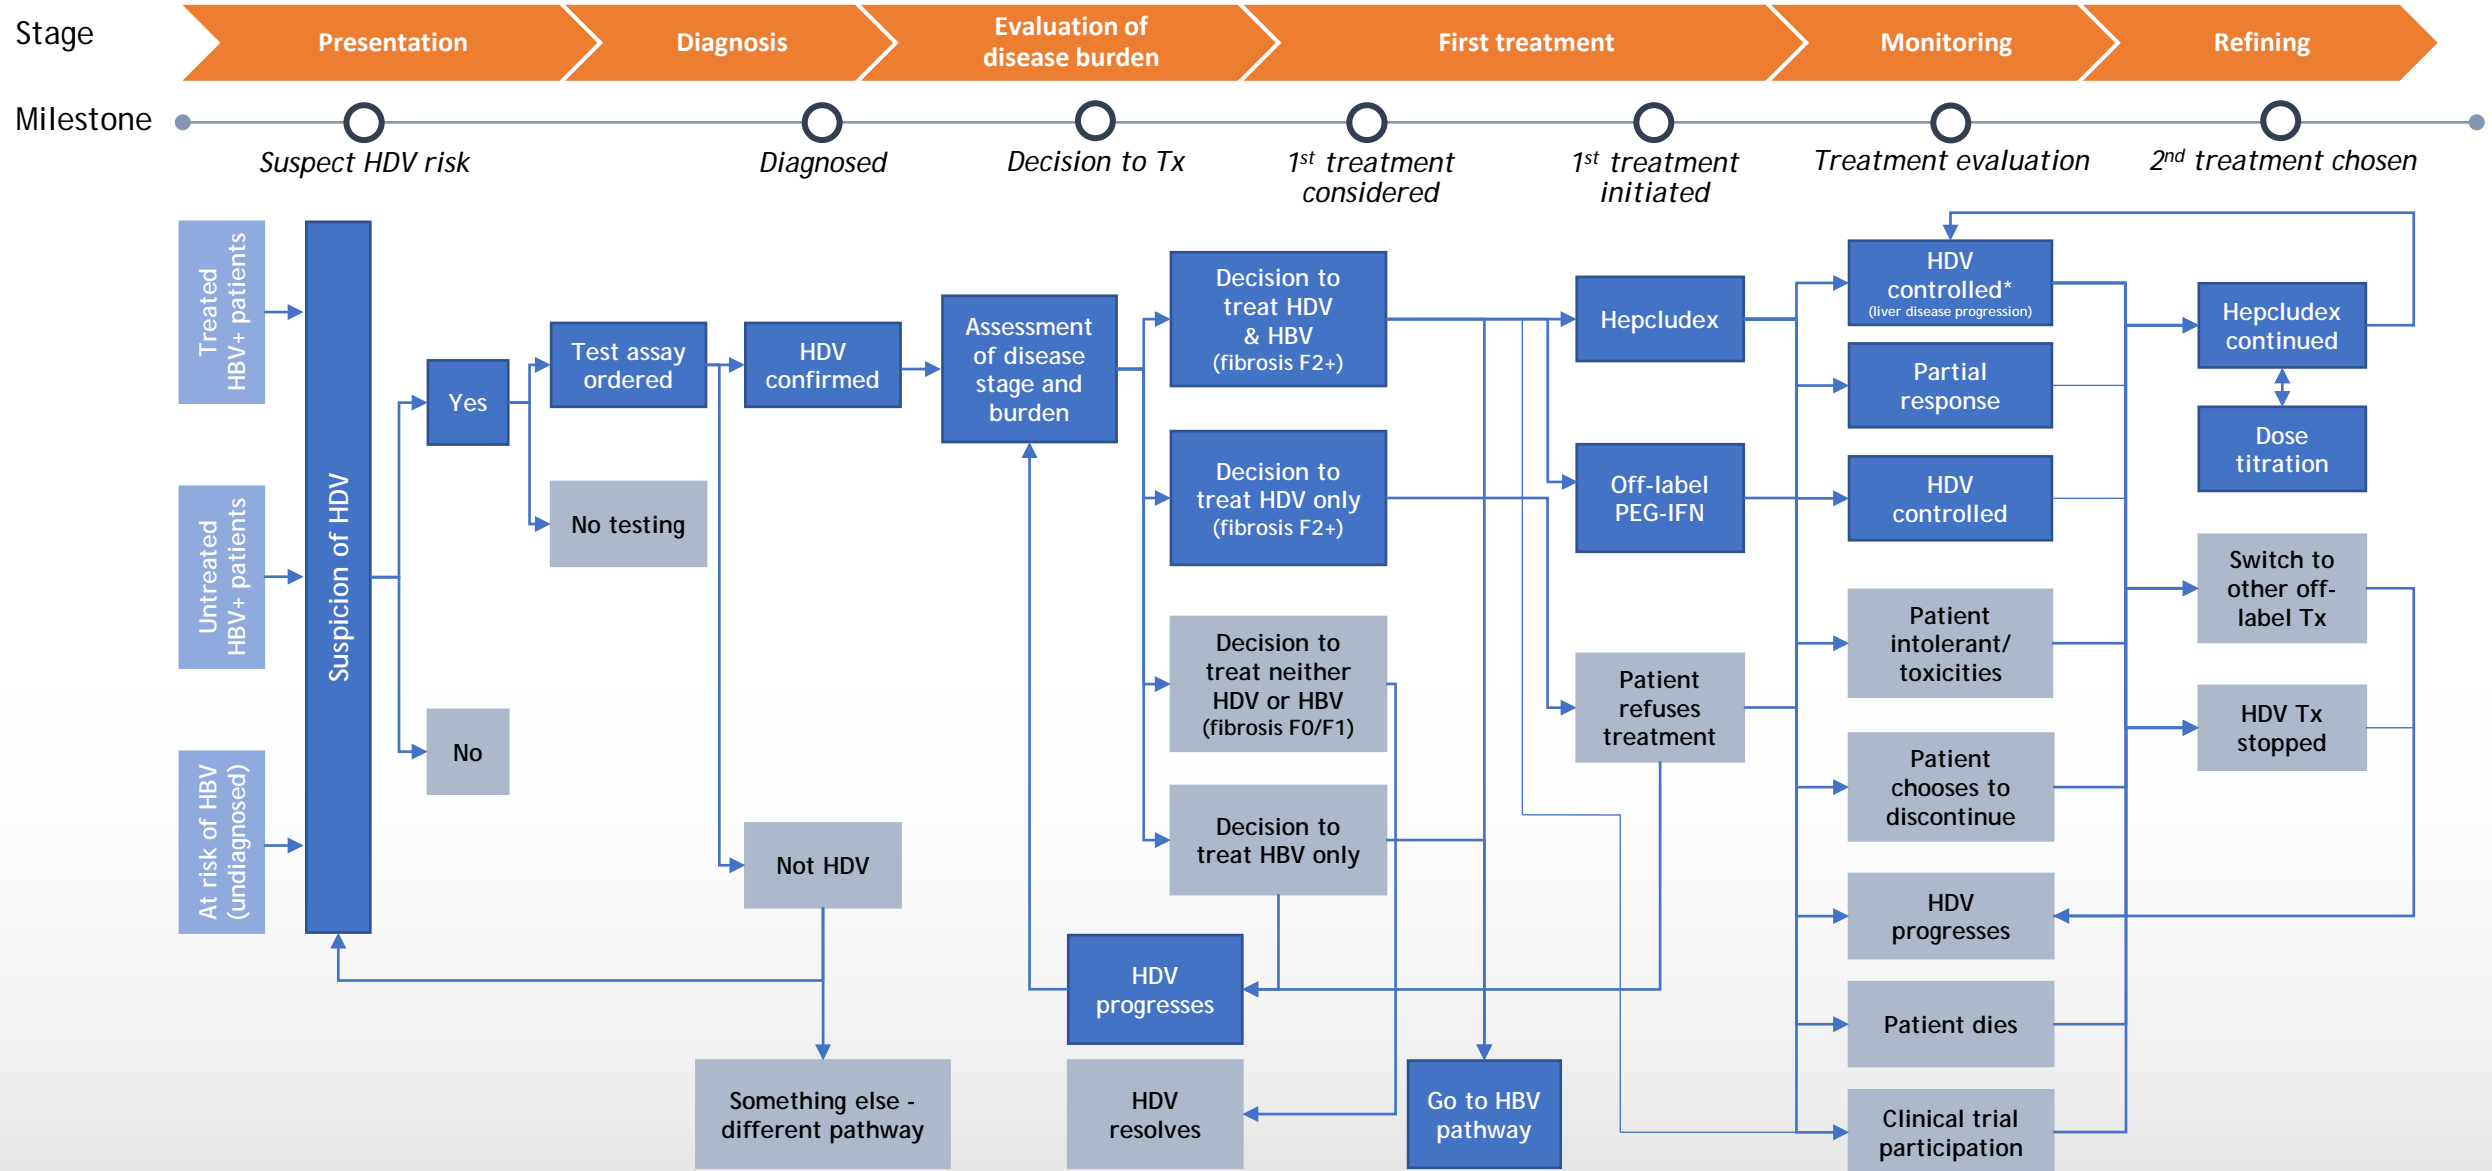 Stage
Presentation
Diagnosis
Evaluation of
disease burden
First treatment
Monitoring
Refining
Milestone
Suspect HDV risk
Diagnosed
Decision to Tx
1st treatment
considered
1st treatment
initiated
Treatment evaluation
2nd treatment chosen
Treated
HBV+ patients
Untreated
HBV+ patients
At risk of HBV
(undiagnosed)
Suspicion of HDV
Yes
No
Test assay
ordered
No testing
HDV
confirmed
Not HDV
Something else -
different pathway
Assessment
of disease
stage and
burden
HDV
progresses
HDV
resolves
Decision to
treat HDV
& HBV
(fibrosis F2+)
Decision to
treat HDV only
(fibrosis F2+)
Decision to
treat neither
HDV or HBV
(fibrosis F0/F1)
Decision to
treat HBV only
Go to HBV
pathway
Hepcludex
Off-label
PEG-IFN
Patient
refuses
treatment
HDV
controlled*
(liver disease progression)
Partial
response
HDV
controlled
Patient
intolerant/
toxicities
Patient
chooses to
discontinue
HDV
progresses
Patient dies
Clinical trial
participation
Hepcludex
continued
Dose
titration
Switch to
other off-
label Tx
HDV Tx
stopped